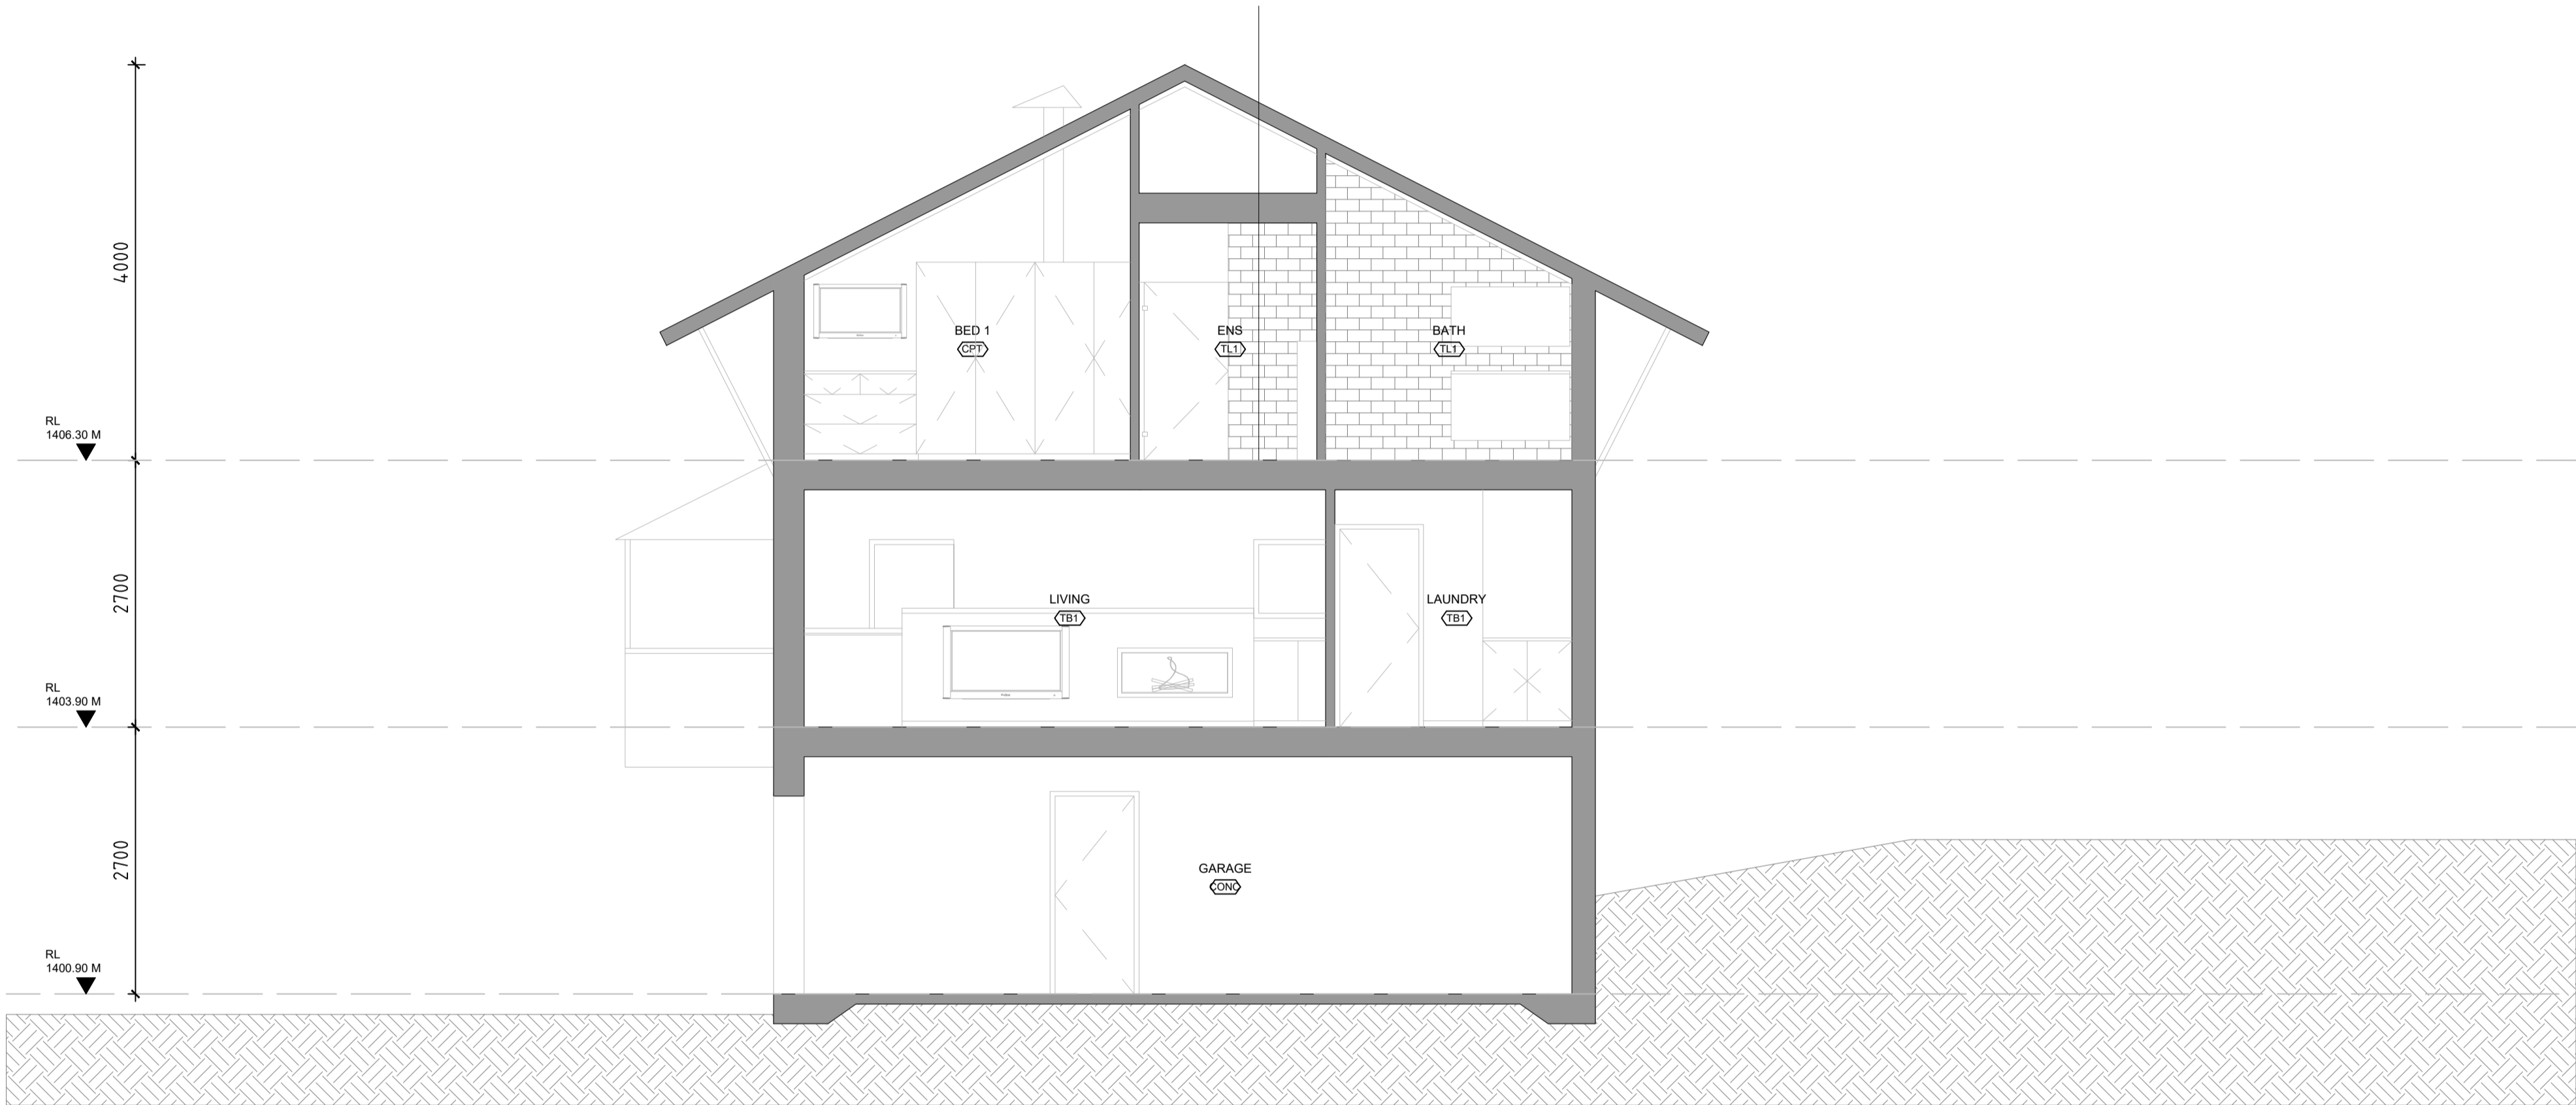 4000
BED 1
CPT
ENS
TL1
BATH
TL1
RL
1406.30 M
2700
LIVING
TB1
LAUNDRY
TB1
RL
1403.90 M
2700
GARAGE
CONC
RL
1400.90 M